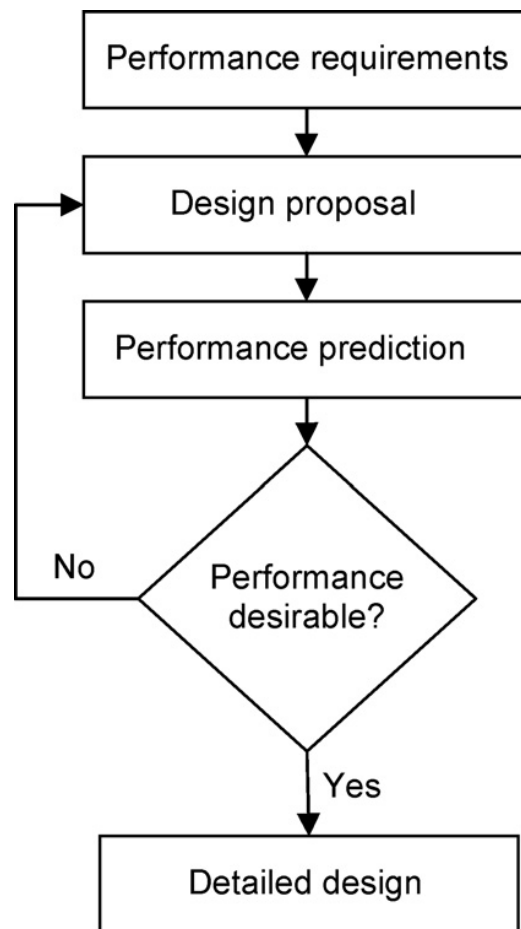 Performance requirements
Design proposal
Performance prediction
No
Performance
desirable?
Yes
Detailed design